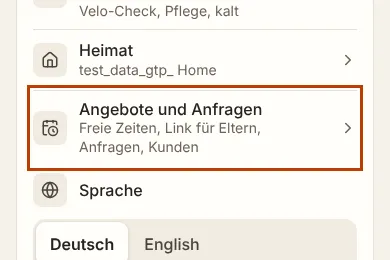 Velo-Check, Pflege, kalt
Heimat
test_data_gtp_ Home
Angebote und Anfragen
Freie Zeiten, Link für Eltern,
Anfragen, Kunden
Sprache
Deutsch English